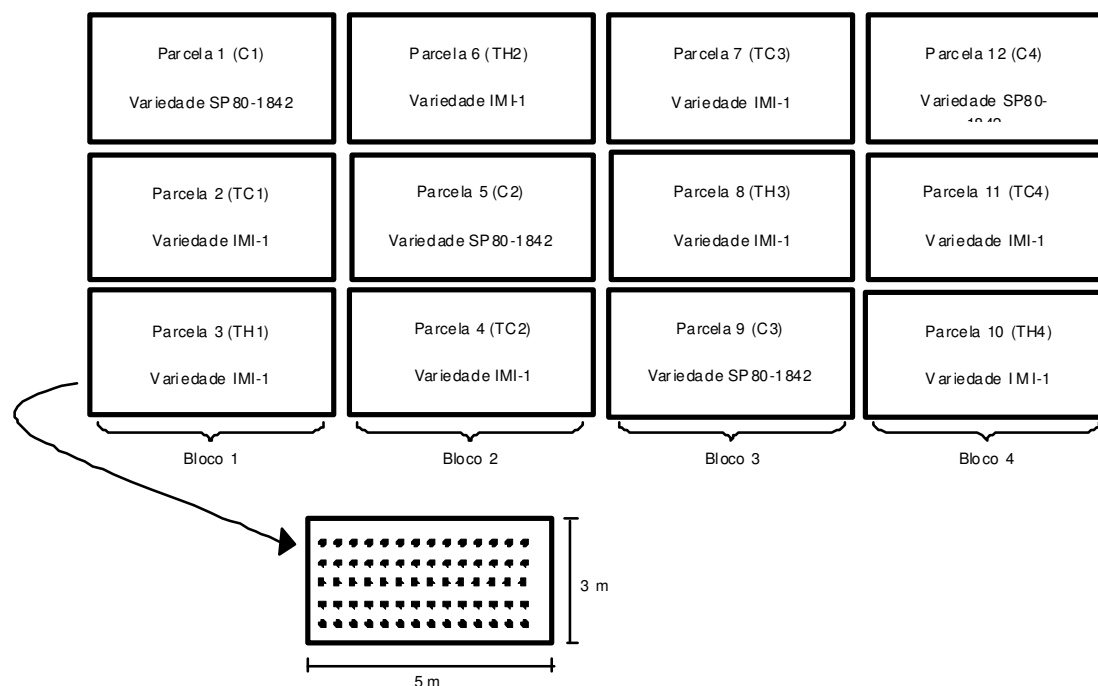 Parcela 1 (C1)
Variedade SP80-1842
Parcela 6 (TH2)
Variedade IMI-1
Parcela 7 (TC3)
Variedade IMI-1
Parcela 12 (C4)
Variedade SP80-
Parcela 2 (TC1)
Variedade IMI-1
Parcela 5 (C2)
Variedade SP80-1842
Parcela 8 (TH3)
Variedade IMI-1
Parcela 11 (TC4)
Variedade IMI-1
Parcela 3 (TH1)
Variedade IMI-1
Parcela 4 (TC2)
Variedade IMI-1
Parcela 9 (C3)
Variedade SP80-1842
Parcela 10 (TH4)
Variedade IMI-1
Bloco 1
Bloco 2
Bloco 3
Bloco 4
3 m
5 m